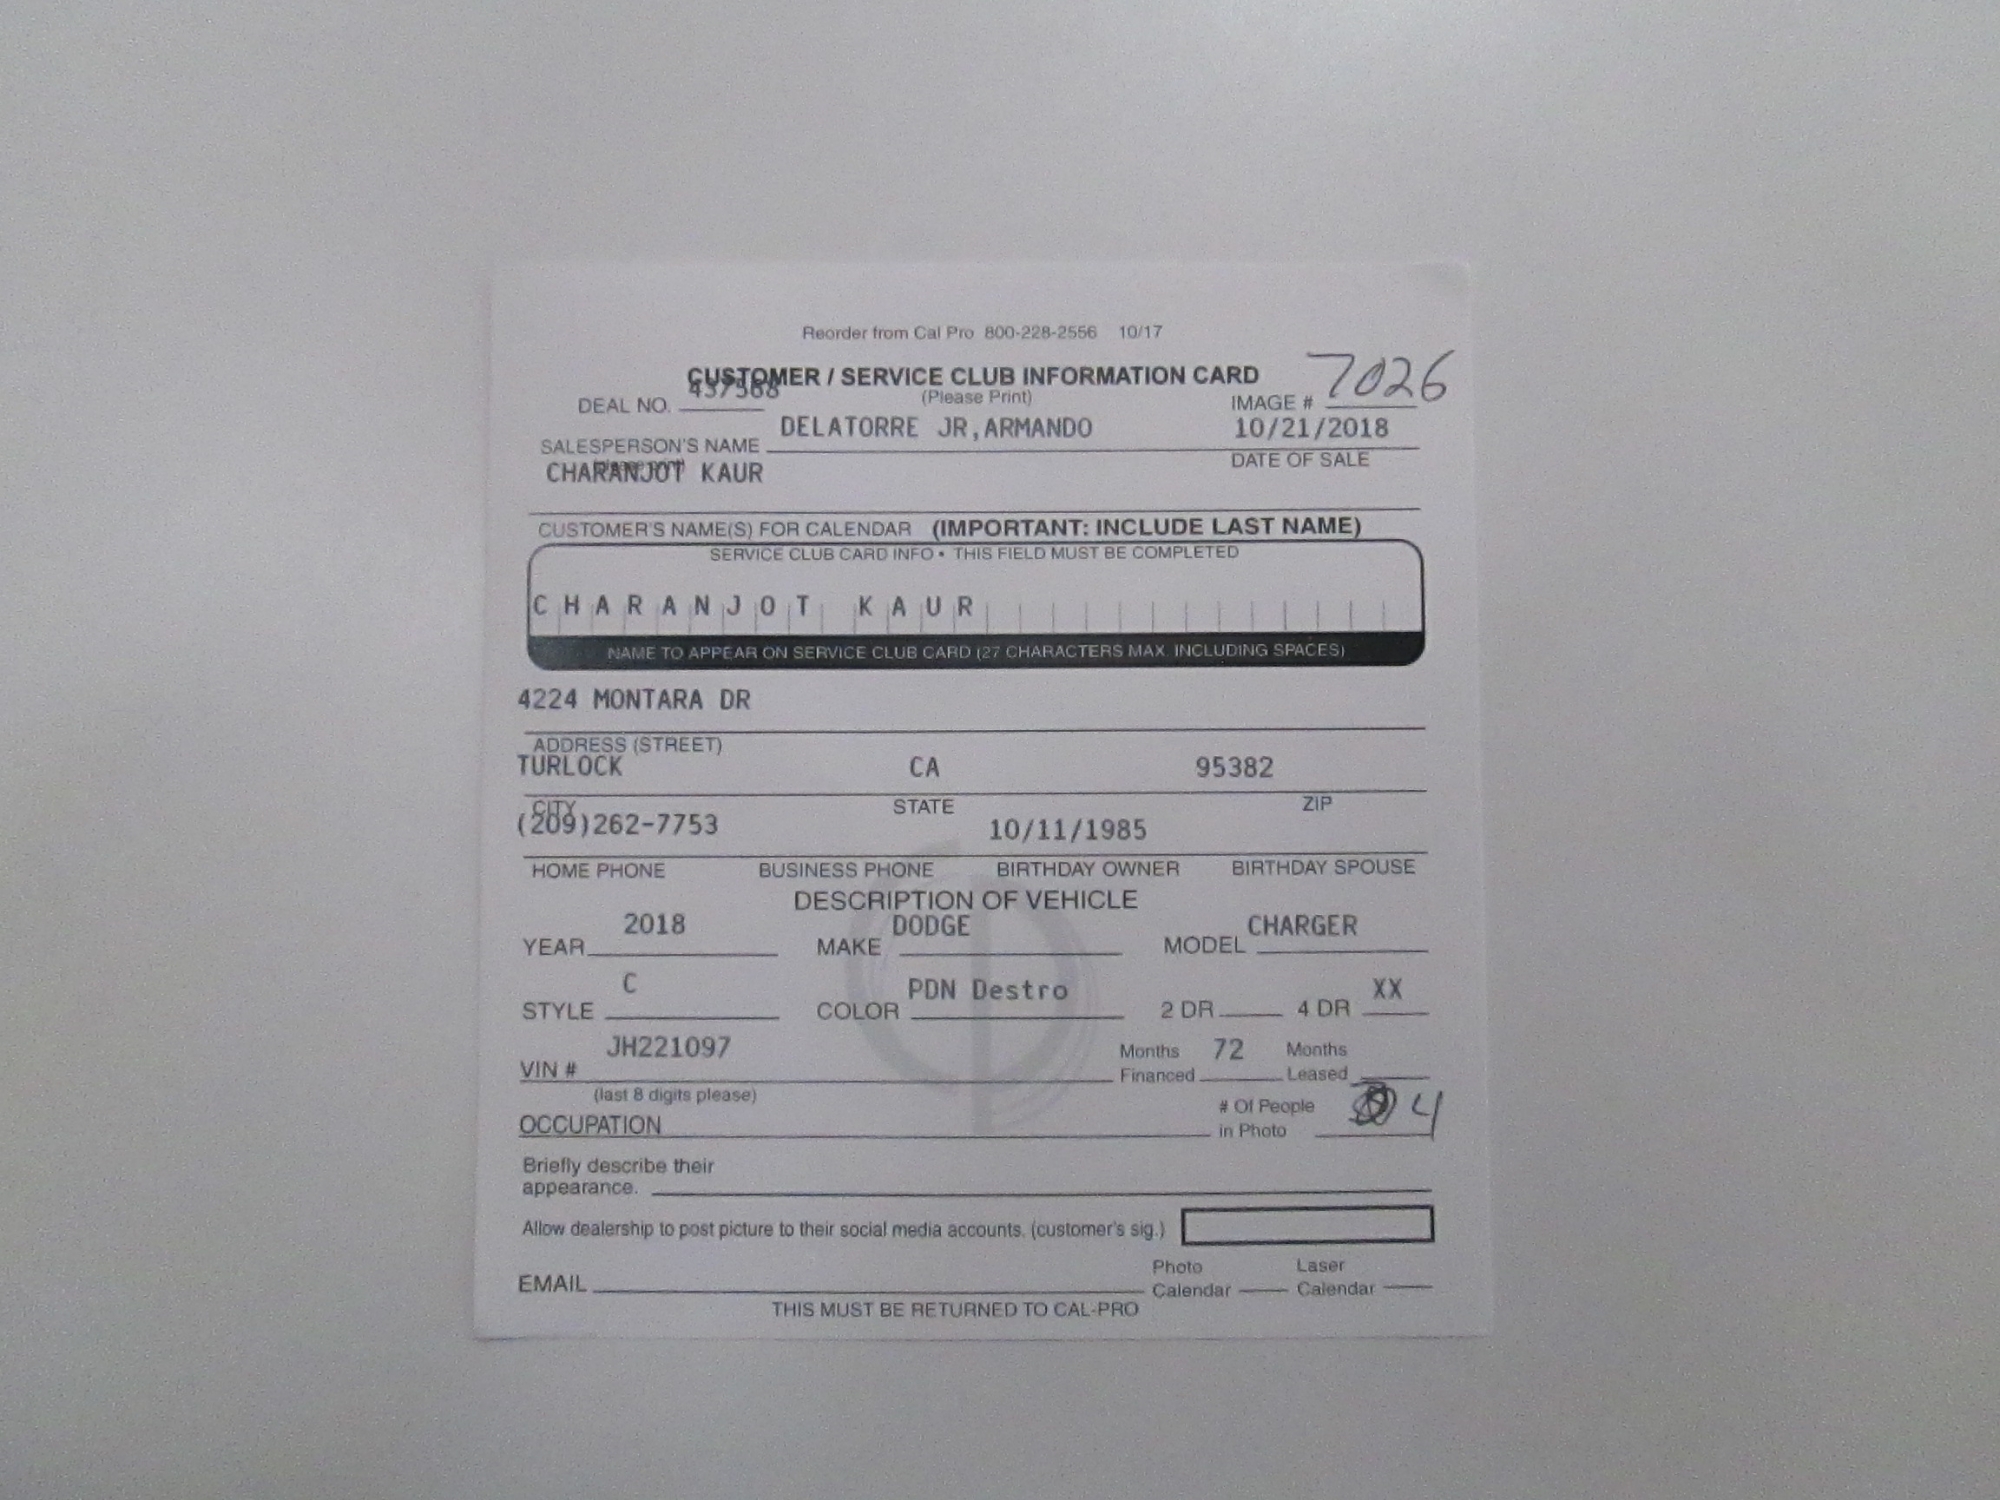 Reorder from Cal Pro 800-228-2556 10/17
CUSTOMER / SERVICE CLUB INFORMATION CARD
(Please Print)
DEAL NO. 437568 IMAGE # 7026
SALESPERSON'S NAME DELATORRE JR,ARMANDO 10/21/2018
(please print) DATE OF SALE
CHARANJOT KAUR
CUSTOMER'S NAME(S) FOR CALENDAR (IMPORTANT: INCLUDE LAST NAME)
SERVICE CLUB CARD INFO • THIS FIELD MUST BE COMPLETED
CHARANJOT KAUR
NAME TO APPEAR ON SERVICE CLUB CARD (27 CHARACTERS MAX. INCLUDING SPACES)
4224 MONTARA DR
ADDRESS (STREET)
TURLOCK CA 95382
CITY STATE ZIP
(209)262-7753 10/11/1985
HOME PHONE BUSINESS PHONE BIRTHDAY OWNER BIRTHDAY SPOUSE
DESCRIPTION OF VEHICLE
YEAR 2018 MAKE DODGE MODEL CHARGER
STYLE C COLOR PDN Destro 2 DR 4 DR XX
VIN # JH221097 Months Financed 72 Months Leased
(last 8 digits please)
OCCUPATION # Of People in Photo 4
Briefly describe their
appearance.
Allow dealership to post picture to their social media accounts. (customer's sig.)
EMAIL Photo Calendar Laser Calendar
THIS MUST BE RETURNED TO CAL-PRO